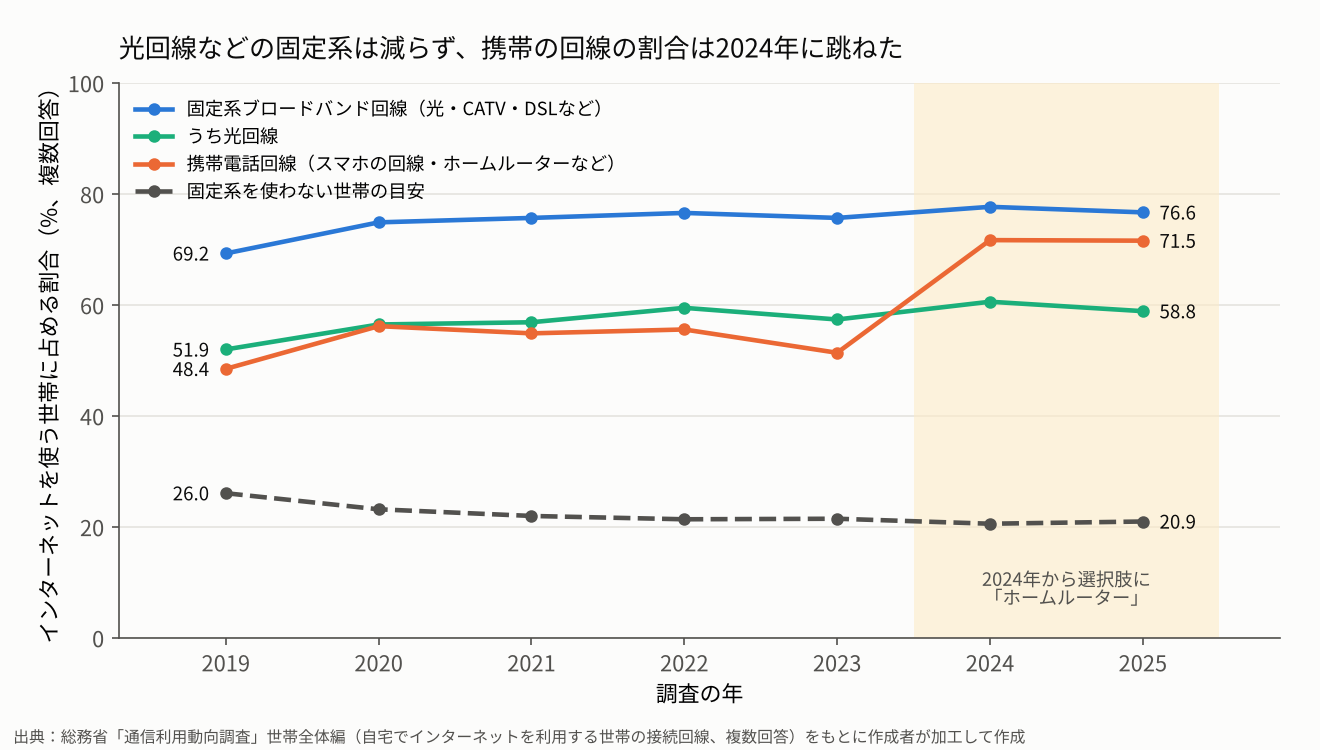 光回線などの固定系は減らず、携帯の回線の割合は2024年に跳ねた
インターネットを使う世帯に占める割合（%、複数回答）
100
80
60
40
20
0
固定系ブロードバンド回線（光・CATV・DSLなど）
うち光回線
携帯電話回線（スマホの回線・ホームルーターなど）
固定系を使わない世帯の目安
69.2
51.9
48.4
26.0
76.6
71.5
58.8
20.9
2024年から選択肢に
「ホームルーター」
2019
2020
2021
2022
2023
2024
2025
調査の年
出典：総務省「通信利用動向調査」世帯全体編（自宅でインターネットを利用する世帯の接続回線、複数回答）をもとに作成者が加工して作成